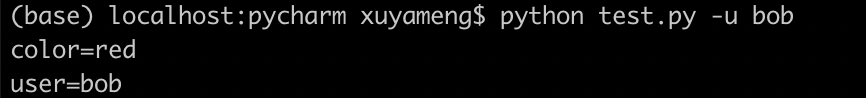 (base) localhost:pycharm xuyameng$ python test.py -u bob
color=red
user=bob